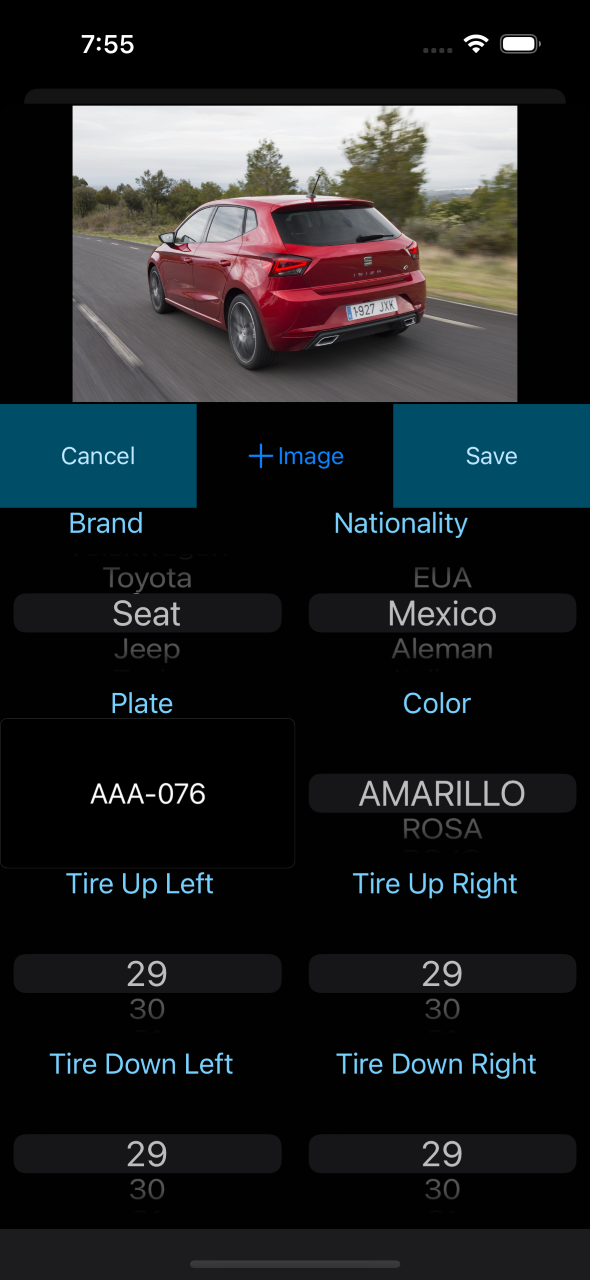 7:55
IBIZA
1927 JXK
Cancel
+ Image
Save
Brand
Nationality
Toyota
EUA
Seat
Mexico
Jeep
Aleman
Plate
Color
AAA-076
AMARILLO
ROSA
Tire Up Left
Tire Up Right
29
29
30
30
Tire Down Left
Tire Down Right
29
29
30
30